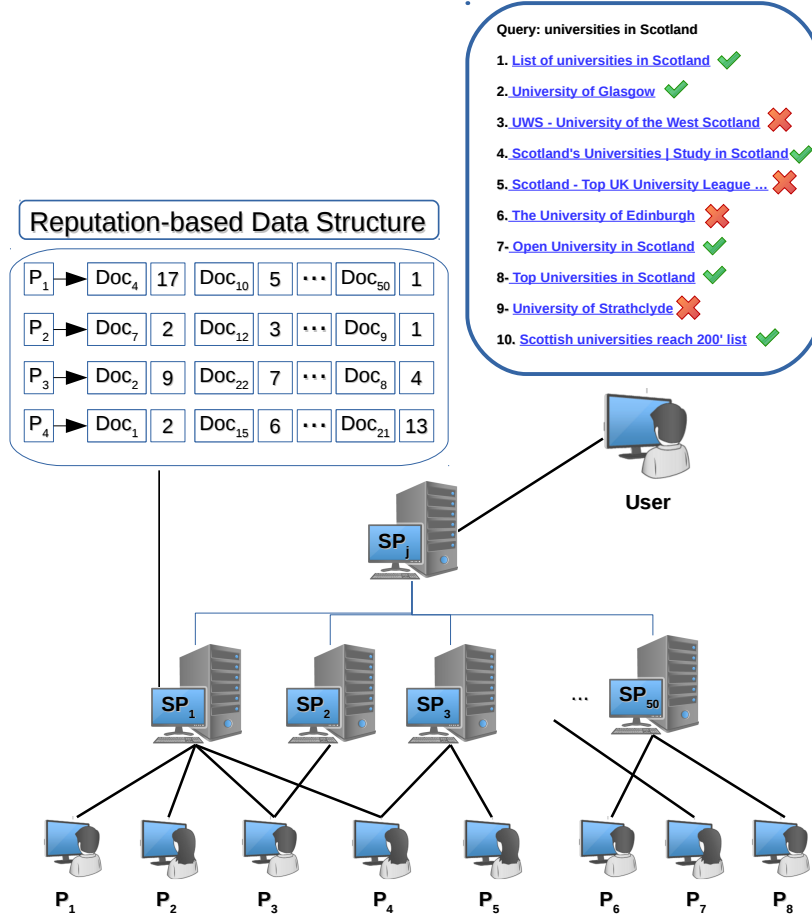 Query: universities in Scotland
1. List of universities in Scotland
2. University of Glasgow
3. UWS - University of the West Scotland
4. Scotland's Universities | Study in Scotland
5. Scotland - Top UK University League ...
6. The University of Edinburgh
7- Open University in Scotland
8- Top Universities in Scotland
9- University of Strathclyde
10. Scottish universities reach 200' list
Reputation-based Data Structure
P1 Doc4 17 Doc10 5 ... Doc50 1
P2 Doc7 2 Doc12 3 ... Doc9 1
P3 Doc2 9 Doc22 7 ... Doc8 4
P4 Doc1 2 Doc15 6 ... Doc21 13
User
SPj
SP1 SP2 SP3 ... SP50
P1 P2 P3 P4 P5 P6 P7 P8